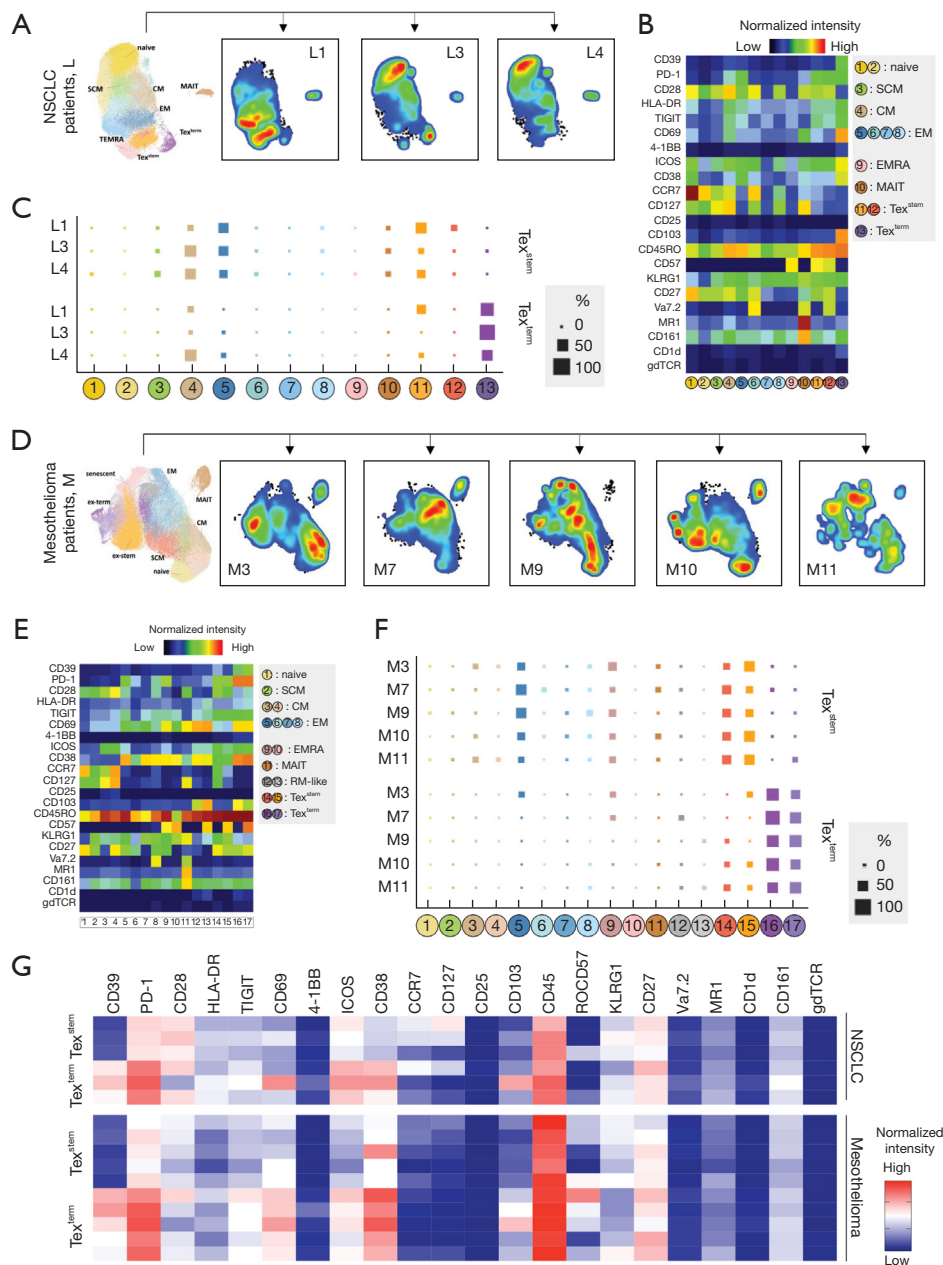 A
NSCLC
patients, L
naive
SCM
CM
EM
MAIT
TEMRA
Tex^stem
Tex^term
L1
L3
L4
B
Normalized intensity
Low
High
CD39
PD-1
CD28
HLA-DR
TIGIT
CD69
4-1BB
ICOS
CD38
CCR7
CD127
CD25
CD103
CD45RO
CD57
KLRG1
CD27
Va7.2
MR1
CD161
CD1d
gdTCR
1 2 3 4 5 6 7 8 9 10 11 12 13
1 2 : naive
3 : SCM
4 : CM
5 6 7 8 : EM
9 : EMRA
10 : MAIT
11 12 : Tex^stem
13 : Tex^term
C
L1
L3
L4
Tex^stem
L1
L3
L4
Tex^term
%
0
50
100
1 2 3 4 5 6 7 8 9 10 11 12 13
D
Mesothelioma
patients, M
senescent
EM
MAIT
ex-term
CM
ex-stem
SCM
naive
M3
M7
M9
M10
M11
E
Normalized intensity
Low
High
CD39
PD-1
CD28
HLA-DR
TIGIT
CD69
4-1BB
ICOS
CD38
CCR7
CD127
CD25
CD103
CD45RO
CD57
KLRG1
CD27
Va7.2
MR1
CD161
CD1d
gdTCR
1 2 3 4 5 6 7 8 9 10 11 12 13 14 15 16 17
1 : naive
2 : SCM
3 4 : CM
5 6 7 8 : EM
9 10 : EMRA
11 : MAIT
12 13 : RM-like
14 15 : Tex^stem
16 17 : Tex^term
F
M3
M7
M9
M10
M11
Tex^stem
M3
M7
M9
M10
M11
Tex^term
%
0
50
100
1 2 3 4 5 6 7 8 9 10 11 12 13 14 15 16 17
G
CD39 PD-1 CD28 HLA-DR TIGIT CD69 4-1BB ICOS CD38 CCR7 CD127 CD25 CD103 CD45 ROCD57 KLRG1 CD27 Va7.2 MR1 CD1d CD161 gdTCR
Tex^stem
Tex^term
NSCLC
Tex^stem
Tex^term
Mesothelioma
Normalized
intensity
High
Low